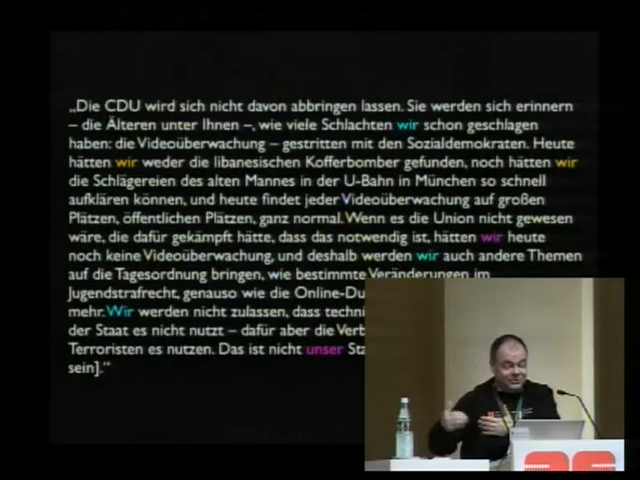 „Die CDU wird sich nicht davon abbringen lassen. Sie werden sich erinnern
– die Älteren unter Ihnen –, wie viele Schlachten wir schon geschlagen
haben: die Videoüberwachung – gestritten mit den Sozialdemokraten. Heute
hätten wir weder die libanesischen Kofferbomber gefunden, noch hätten wir
die Schlägereien des alten Mannes in der U-Bahn in München so schnell
aufklären können, und heute findet jeder Videoüberwachung auf großen
Plätzen, öffentlichen Plätzen, ganz normal. Wenn es die Union nicht gewesen
wäre, die dafür gekämpft hätte, dass das notwendig ist, hätten wir heute
noch keine Videoüberwachung, und deshalb werden wir auch andere Themen
auf die Tagesordnung bringen, wie bestimmte Veränderungen im
Jugendstrafrecht, genauso wie die Online-Du
mehr. Wir werden nicht zulassen, dass techni
der Staat es nicht nutzt – dafür aber die Verb
Terroristen es nutzen. Das ist nicht unser Sta
sein].“